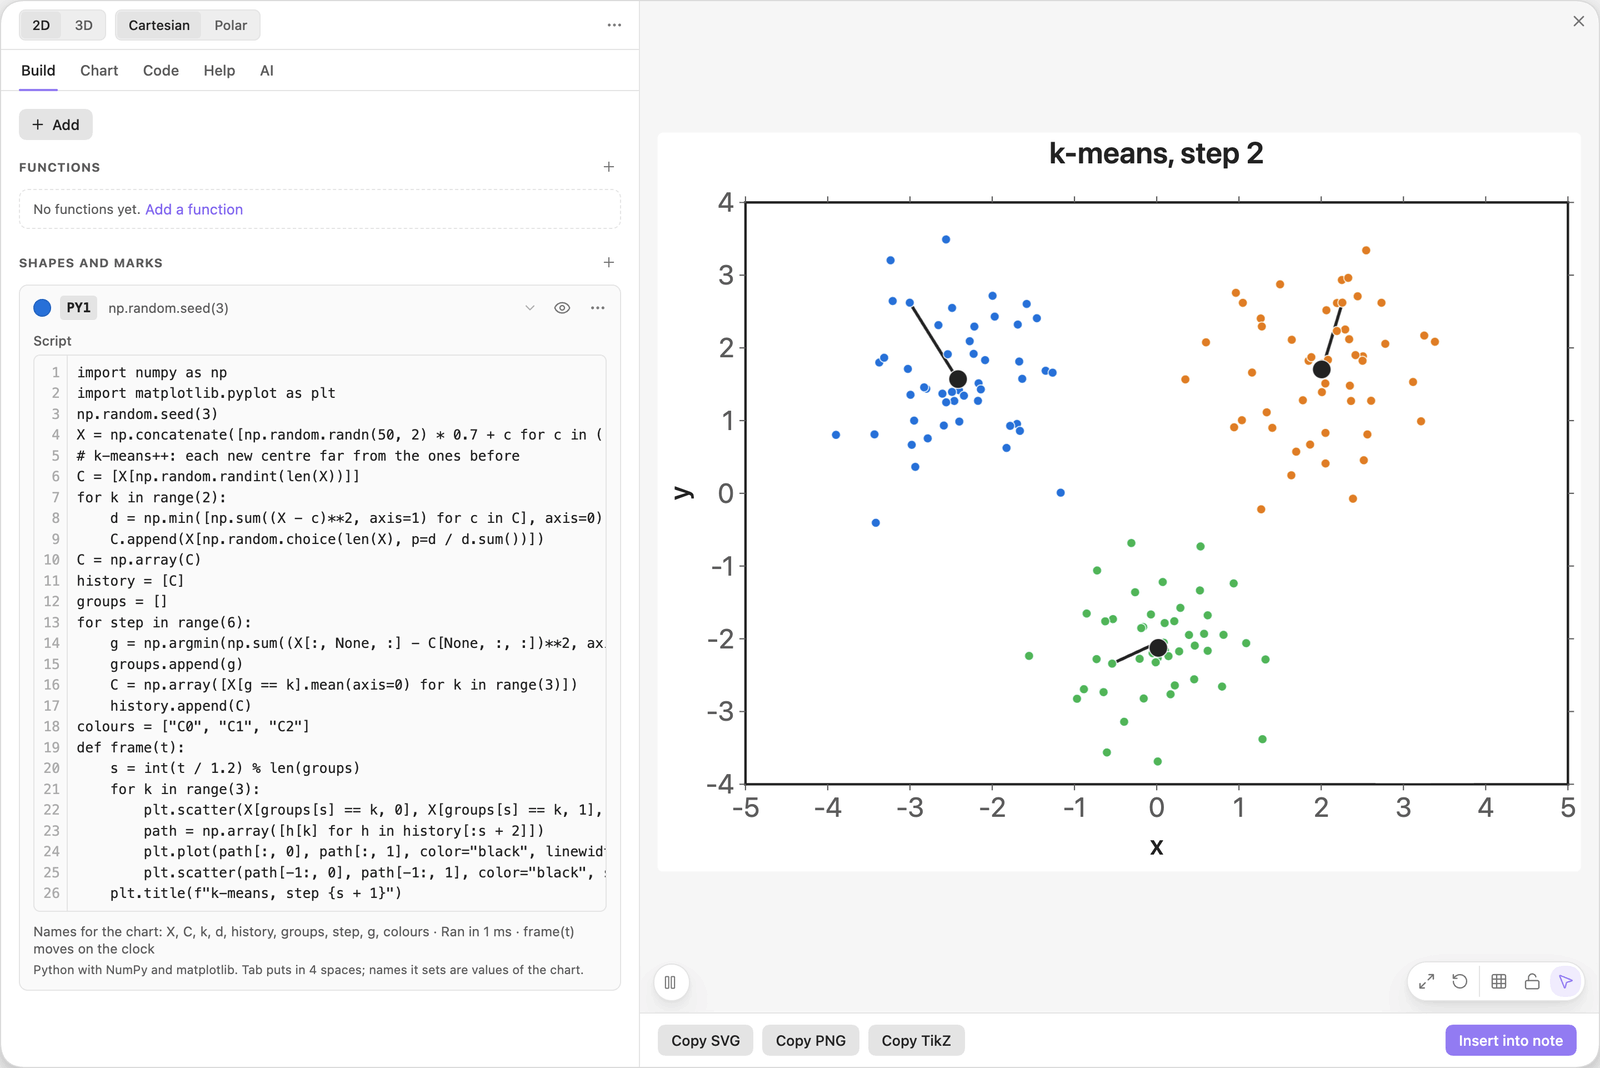 2D 3D Cartesian Polar
Build Chart Code Help AI
+ Add
FUNCTIONS
No functions yet. Add a function
SHAPES AND MARKS
PY1 np.random.seed(3)
Script
1 import numpy as np
2 import matplotlib.pyplot as plt
3 np.random.seed(3)
4 X = np.concatenate([np.random.randn(50, 2) * 0.7 + c for c in (
5 # k-means++: each new centre far from the ones before
6 C = [X[np.random.randint(len(X))]]
7 for k in range(2):
8     d = np.min([np.sum((X - c)**2, axis=1) for c in C], axis=0)
9     C.append(X[np.random.choice(len(X), p=d / d.sum())])
10 C = np.array(C)
11 history = [C]
12 groups = []
13 for step in range(6):
14     g = np.argmin(np.sum((X[:, None, :] - C[None, :, :])**2, ax
15     groups.append(g)
16     C = np.array([X[g == k].mean(axis=0) for k in range(3)])
17     history.append(C)
18 colours = ["C0", "C1", "C2"]
19 def frame(t):
20     s = int(t / 1.2) % len(groups)
21     for k in range(3):
22         plt.scatter(X[groups[s] == k, 0], X[groups[s] == k, 1],
23         path = np.array([h[k] for h in history[:s + 2]])
24         plt.plot(path[:, 0], path[:, 1], color="black", linewid
25         plt.scatter(path[-1:, 0], path[-1:, 1], color="black",
26     plt.title(f"k-means, step {s + 1}")
Names for the chart: X, C, k, d, history, groups, step, g, colours · Ran in 1 ms · frame(t)
moves on the clock
Python with NumPy and matplotlib. Tab puts in 4 spaces; names it sets are values of the chart.
k-means, step 2
4
3
2
1
0
-1
-2
-3
-4
y
-5 -4 -3 -2 -1 0 1 2 3 4 5
x
Copy SVG Copy PNG Copy TikZ Insert into note